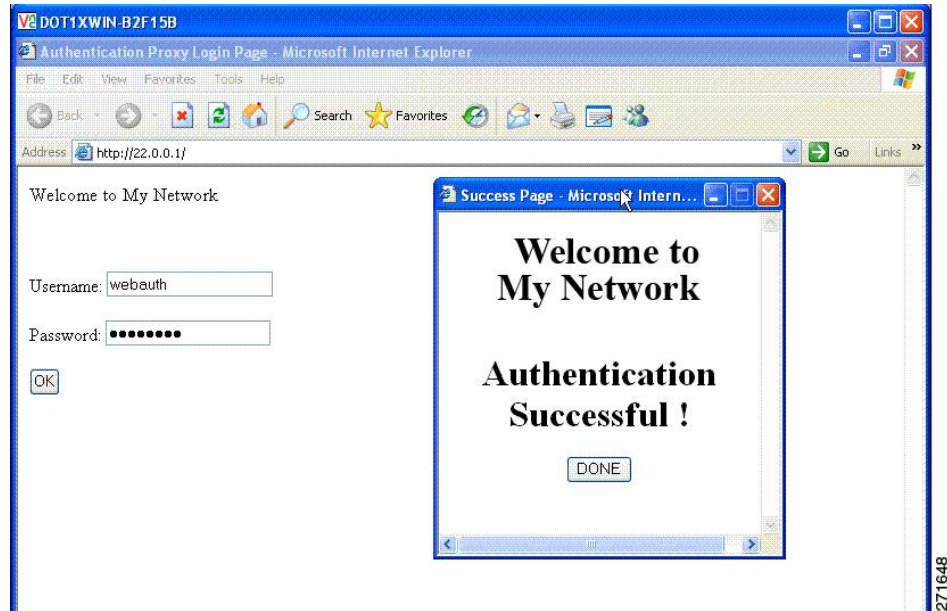 V2 DOT1XWIN-B2F15B
Authentication Proxy Login Page - Microsoft Internet Explorer
File Edit View Favorites Tools Help
Back Search Favorites
Address http://22.0.0.1/ Go Links »
Welcome to My Network
Username: webauth
Password: ●●●●●●●●
OK
Success Page - Microsoft Intern...
Welcome to
My Network
Authentication
Successful !
DONE
271648